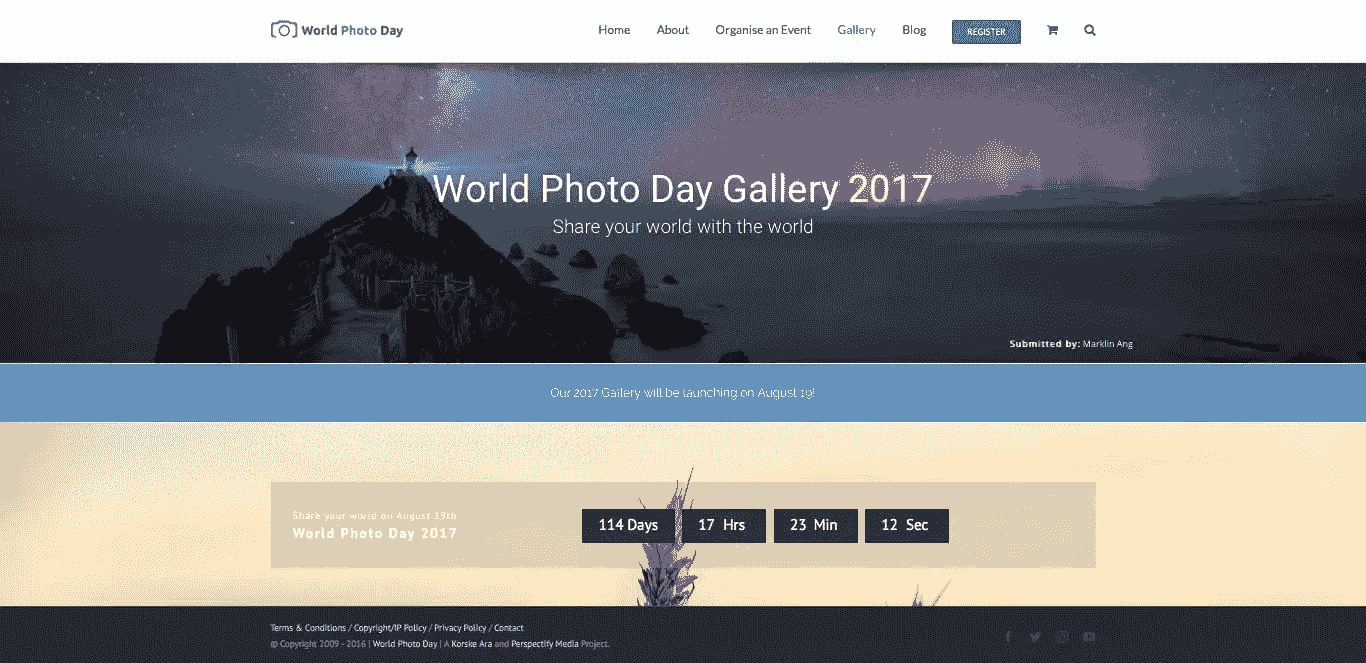 World Photo Day
Home About Organise an Event Gallery Blog REGISTER
World Photo Day Gallery 2017
Share your world with the world
Submitted by: Marklin Ang
Our 2017 Gallery will be launching on August 19!
Share your world on August 19th
World Photo Day 2017
114 Days 17 Hrs 23 Min 12 Sec
Terms & Conditions / Copyright/IP Policy / Privacy Policy / Contact
© Copyright 2009 - 2016 | World Photo Day | A Korske Ara and Perspectify Media Project.